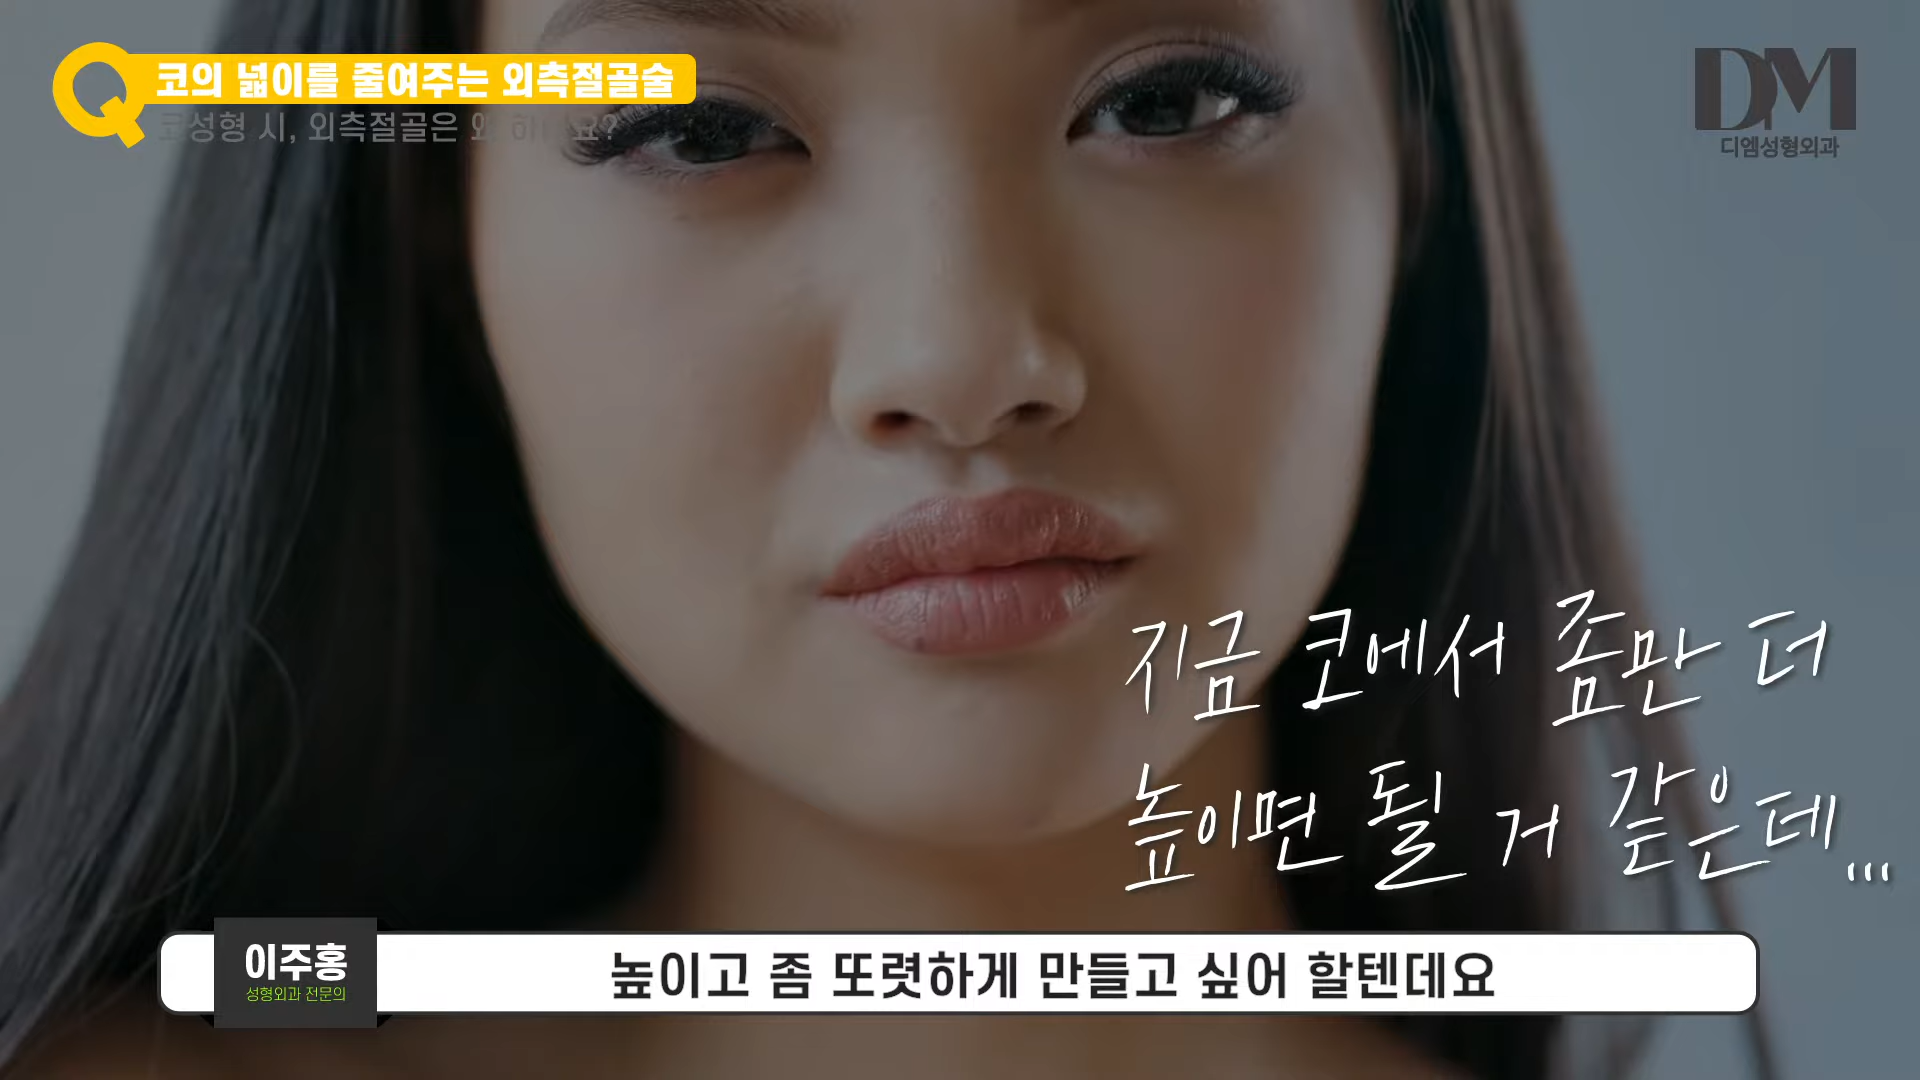 Q 코의 넓이를 줄여주는 외측절골술
코성형 시, 외측절골은 왜 하나요?
DM
디엠성형외과
지금 코에서 좀만 더
높이면 될 거 같은데...
이주홍
성형외과 전문의
높이고 좀 또렷하게 만들고 싶어 할텐데요